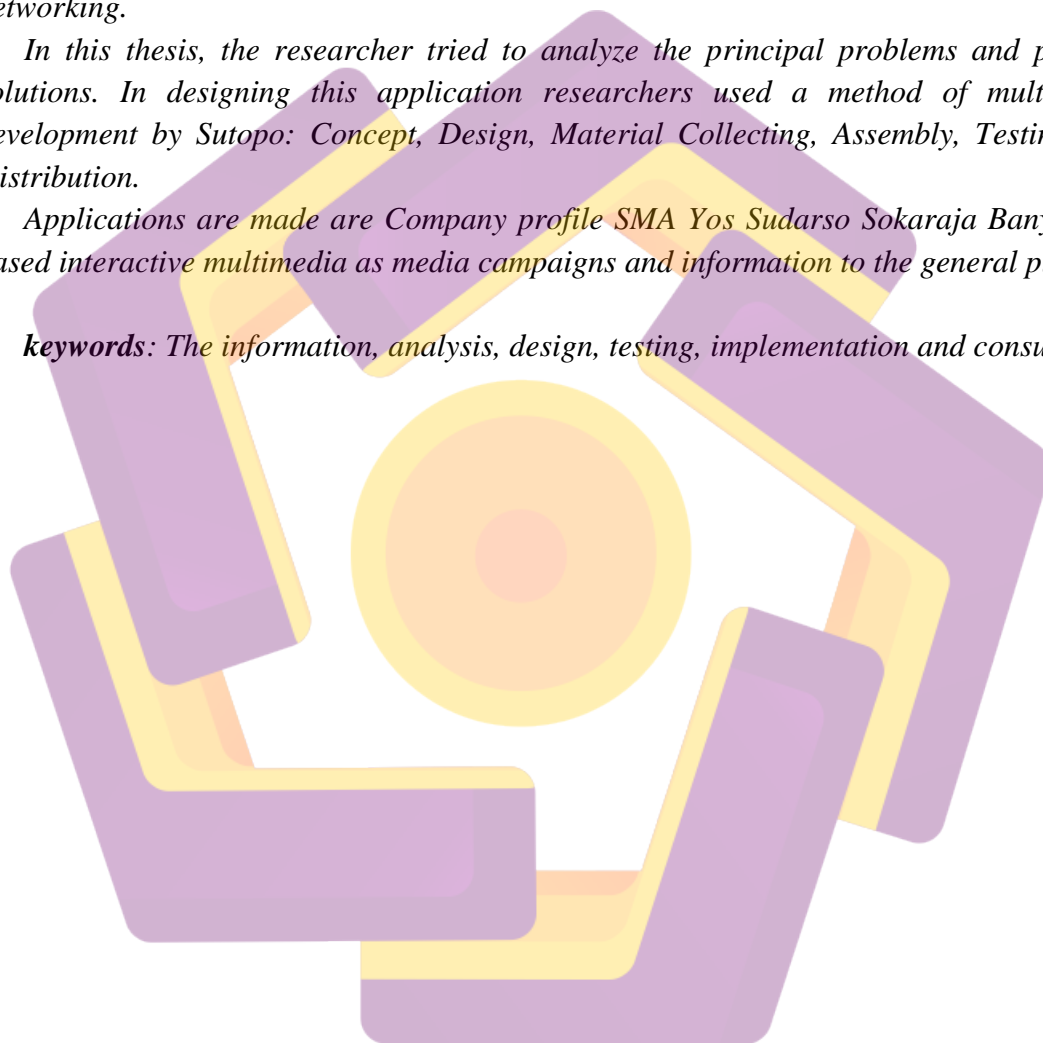 etworking.
In this thesis, the researcher tried to analyze the principal problems and p
olutions. In designing this application researchers used a method of mult
evelopment by Sutopo: Concept, Design, Material Collecting, Assembly, Testin
istribution.
Applications are made are Company profile SMA Yos Sudarso Sokaraja Bany
ased interactive multimedia as media campaigns and information to the general p
keywords: The information, analysis, design, testing, implementation and consu